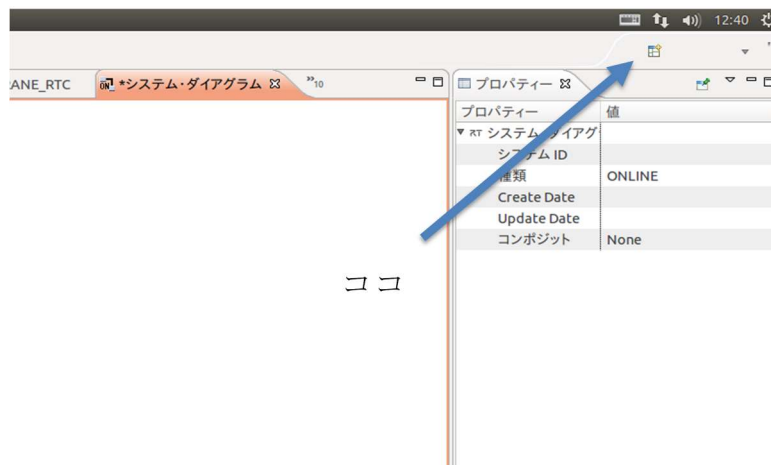 12:40
ANE_RTC
*システム・ダイアグラム
»10
プロパティー
プロパティー 値
RT システム・ダイアグ
システム ID
種類 ONLINE
Create Date
Update Date
コンポジット None
ココ